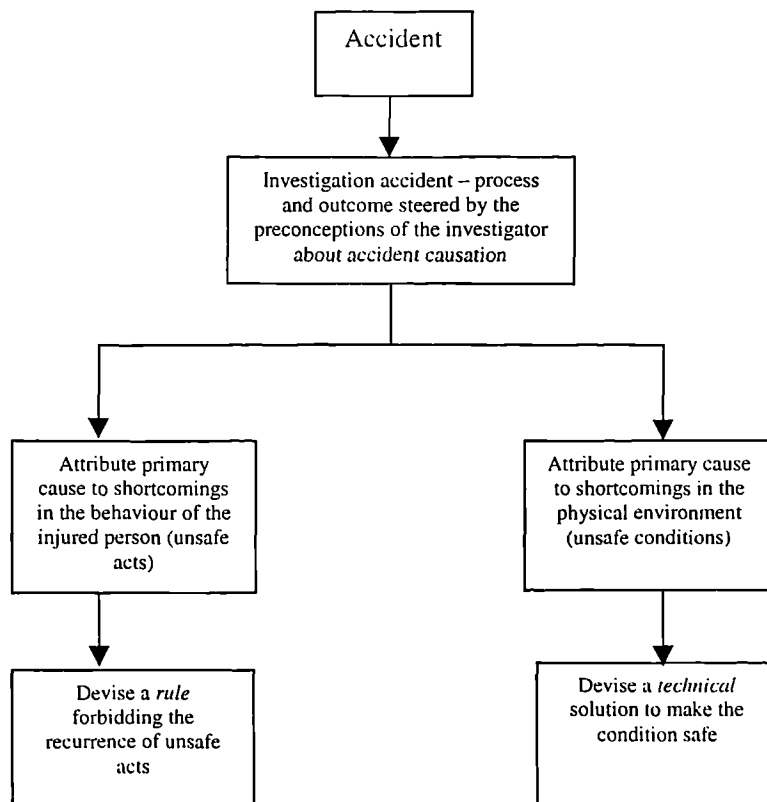 Accident
Investigation accident – process
and outcome steered by the
preconceptions of the investigator
about accident causation
Attribute primary
cause to shortcomings
in the behaviour of the
injured person (unsafe
acts)
Attribute primary cause
to shortcomings in the
physical environment
(unsafe conditions)
Devise a rule
forbidding the
recurrence of unsafe
acts
Devise a technical
solution to make the
condition safe